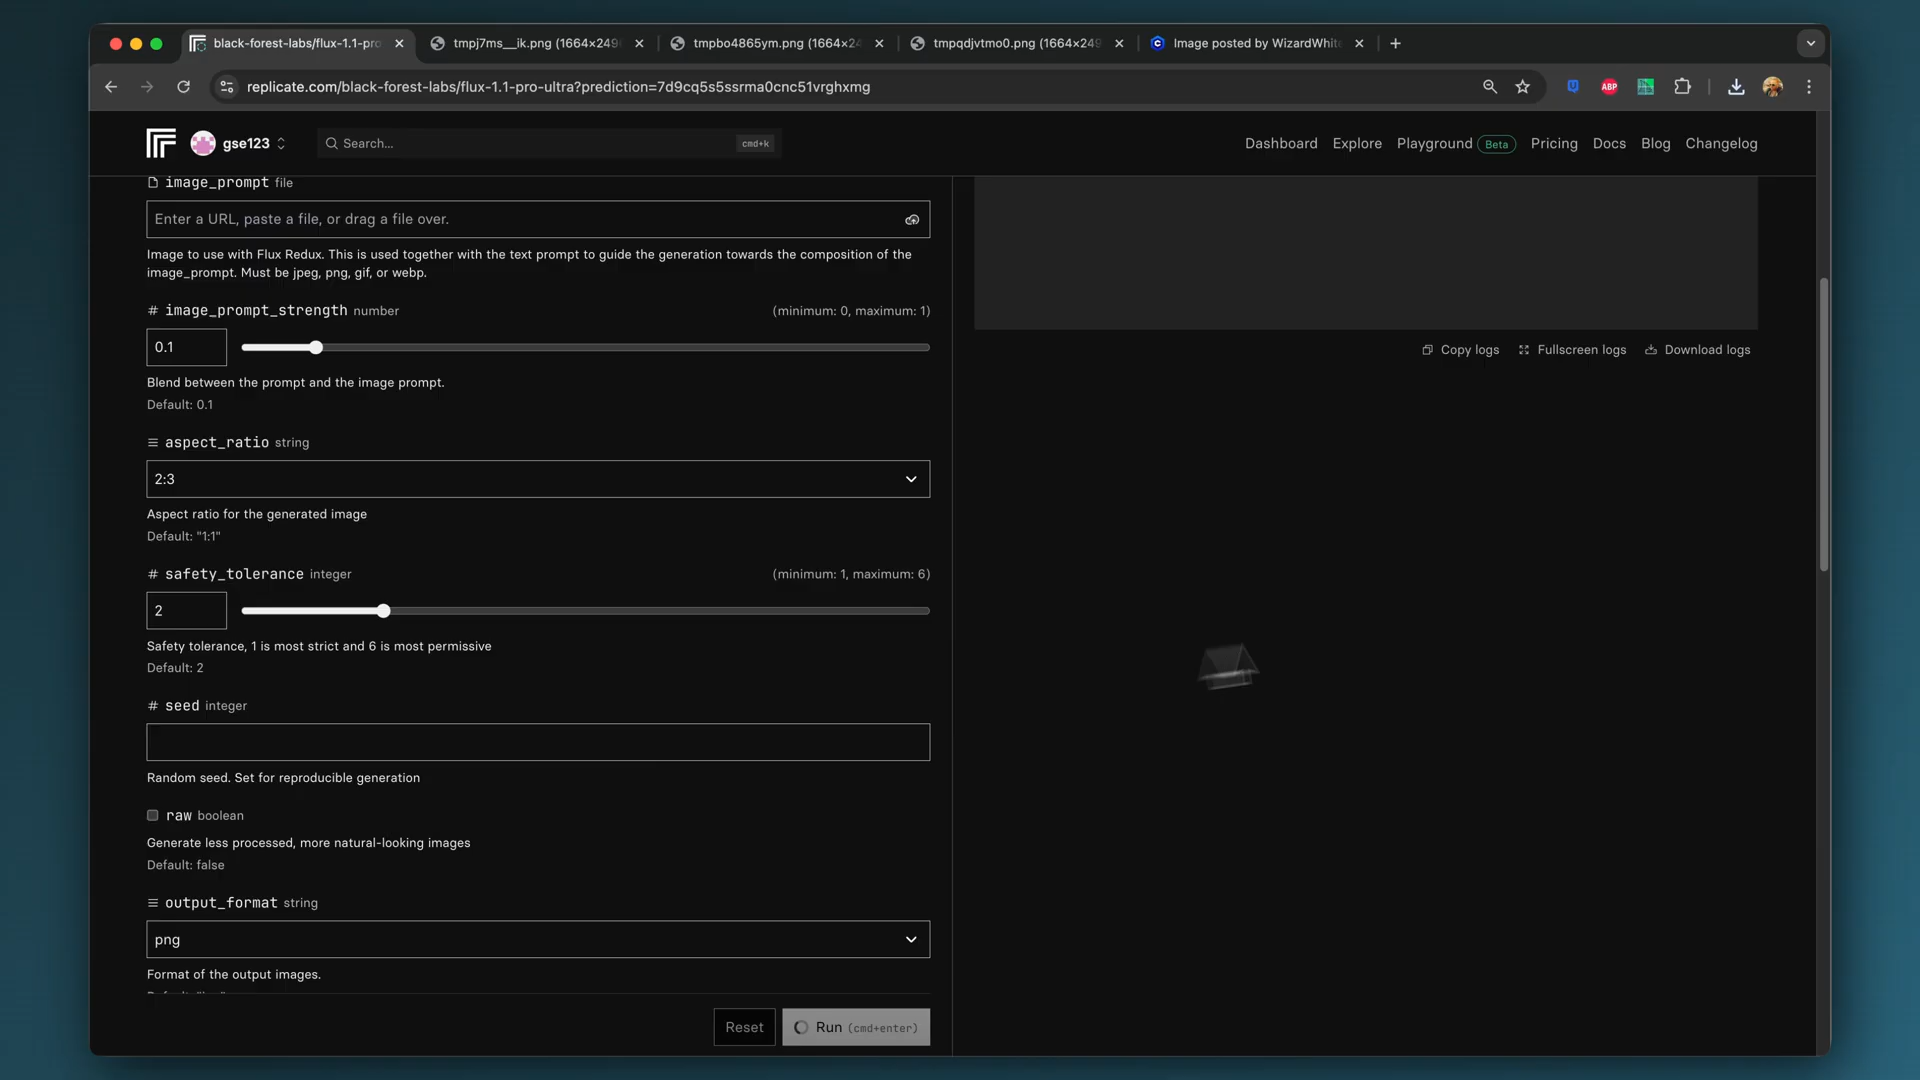 black-forest-labs/flux-1.1-pro
tmpj7ms__ik.png (1664×249
tmpbo4865ym.png (1664×24
tmpqdjvtmo0.png (1664×249
Image posted by WizardWhit
replicate.com/black-forest-labs/flux-1.1-pro-ultra?prediction=7d9cq5s5ssrma0cnc51vrghxmg
ABP
gse123
Search...
cmd+k
Dashboard
Explore
Playground Beta
Pricing
Docs
Blog
Changelog
image_prompt file
Enter a URL, paste a file, or drag a file over.
Image to use with Flux Redux. This is used together with the text prompt to guide the generation towards the composition of the
image_prompt. Must be jpeg, png, gif, or webp.
# image_prompt_strength number
(minimum: 0, maximum: 1)
0.1
Blend between the prompt and the image prompt.
Default: 0.1
aspect_ratio string
2:3
Aspect ratio for the generated image
Default: "1:1"
# safety_tolerance integer
(minimum: 1, maximum: 6)
2
Safety tolerance, 1 is most strict and 6 is most permissive
Default: 2
# seed integer
Random seed. Set for reproducible generation
raw boolean
Generate less processed, more natural-looking images
Default: false
output_format string
png
Format of the output images.
Reset
Run (cmd+enter)
Copy logs
Fullscreen logs
Download logs